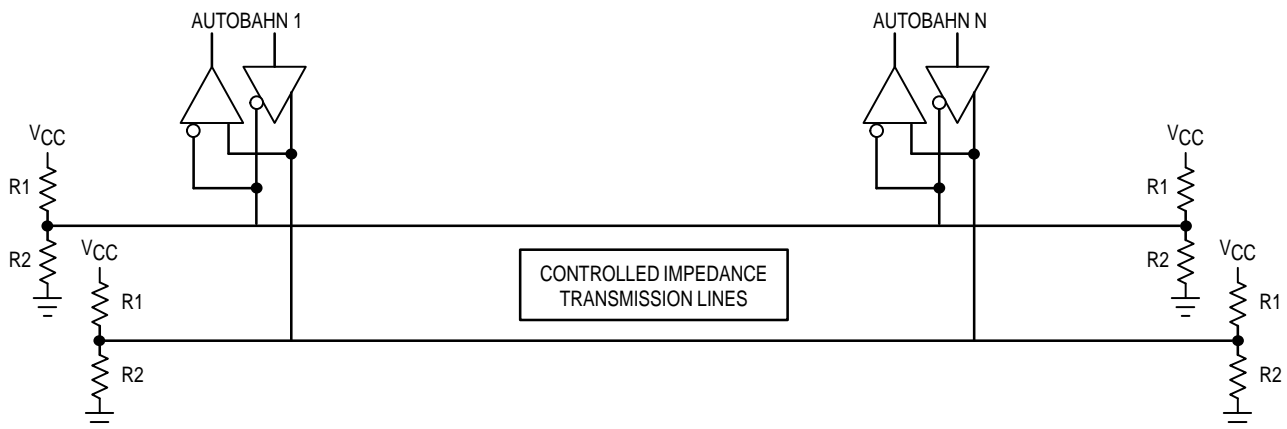 AUTOBAHN 1
AUTOBAHN N
VCC
R1
R2
VCC
R1
R2
CONTROLLED IMPEDANCE
TRANSMISSION LINES
VCC
R1
R2
VCC
R1
R2